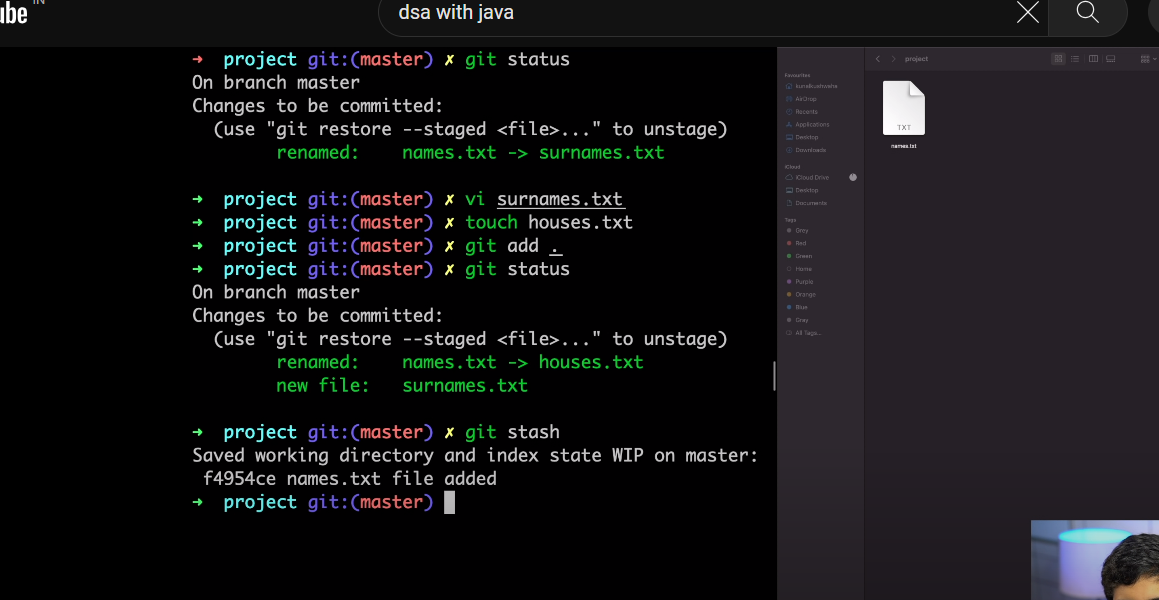 ube IN
dsa with java
➜ project git:(master) ✗ git status
On branch master
Changes to be committed:
(use "git restore --staged <file>..." to unstage)
renamed: names.txt -> surnames.txt
➜ project git:(master) ✗ vi surnames.txt
➜ project git:(master) ✗ touch houses.txt
➜ project git:(master) ✗ git add .
➜ project git:(master) ✗ git status
On branch master
Changes to be committed:
(use "git restore --staged <file>..." to unstage)
renamed: names.txt -> houses.txt
new file: surnames.txt
➜ project git:(master) ✗ git stash
Saved working directory and index state WIP on master:
f4954ce names.txt file added
➜ project git:(master)
project
Favourites
kunalkushwaha
AirDrop
Recents
Applications
Desktop
Downloads
iCloud
iCloud Drive
Desktop
Documents
Tags
Grey
Red
Green
Home
Purple
Orange
Blue
Gray
All Tags...
TXT
names.txt